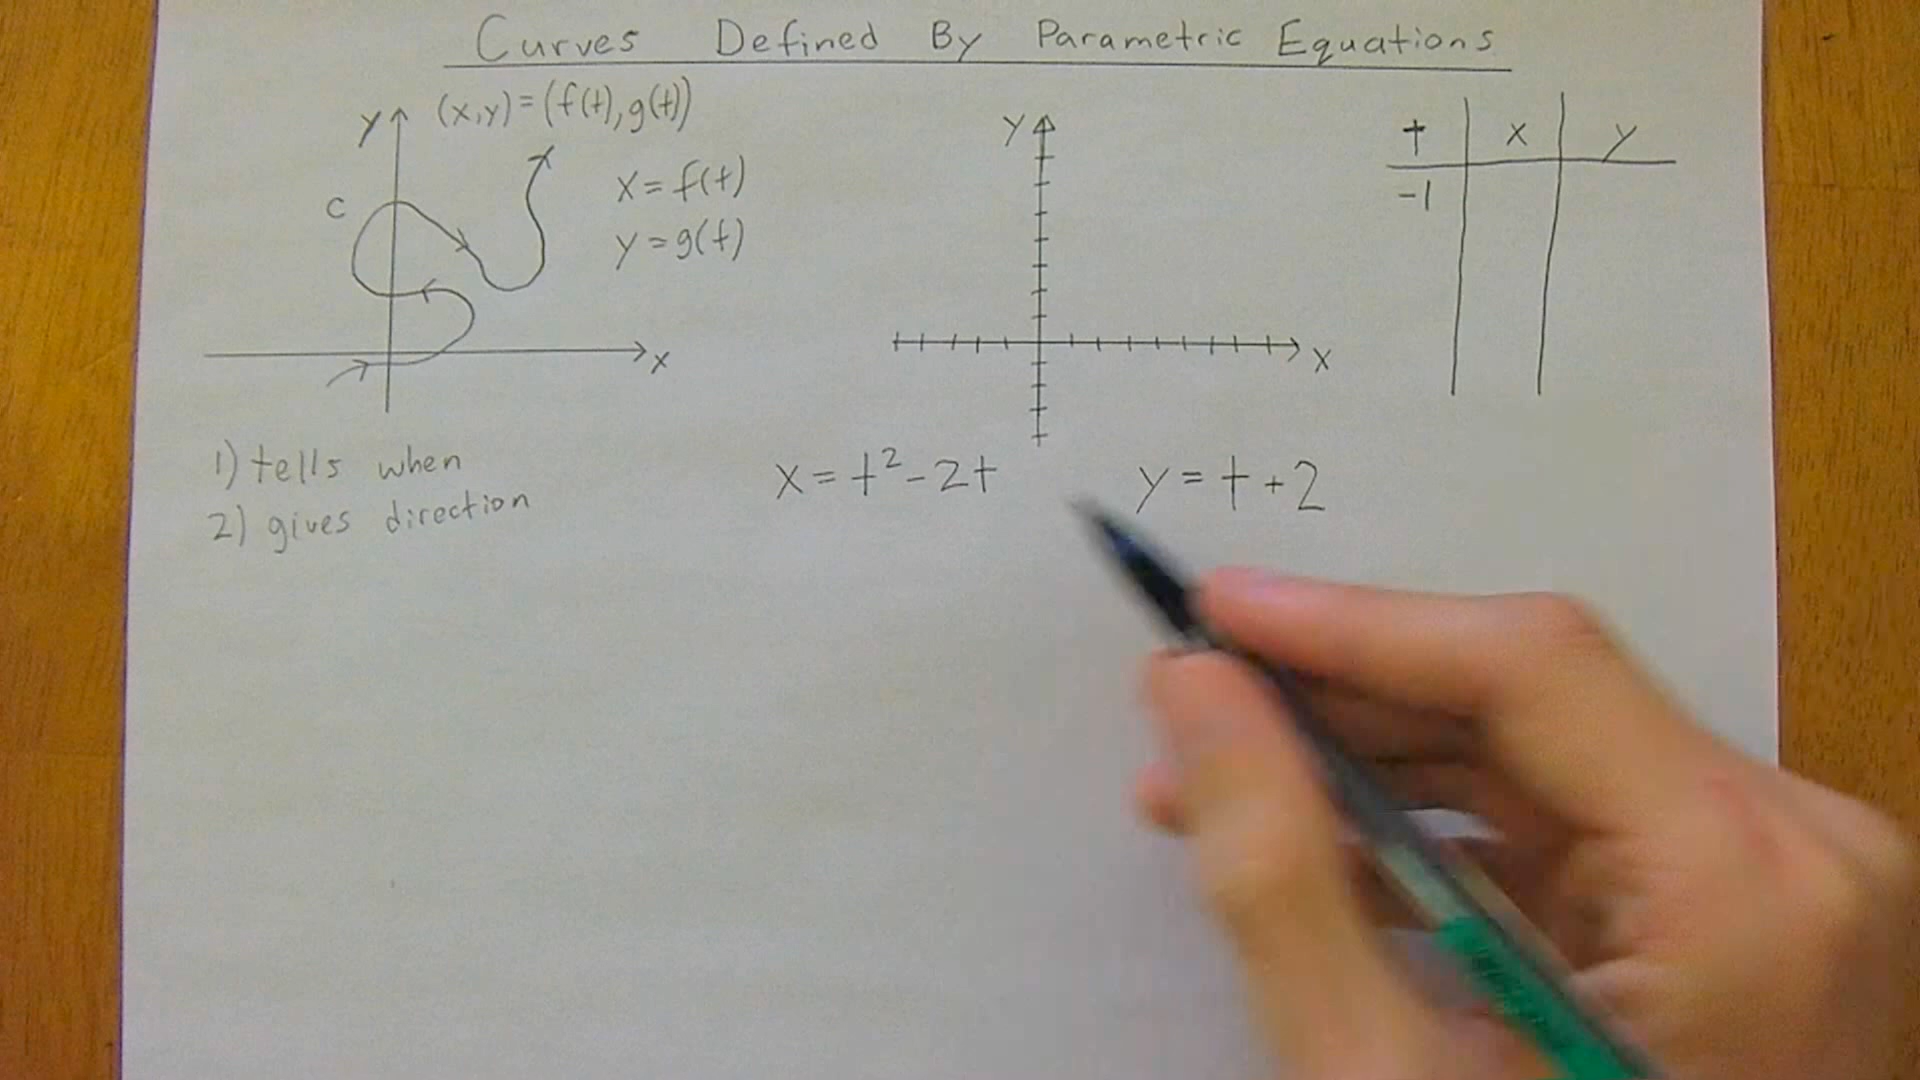 Curves Defined By Parametric Equations
(x,y)=(f(t),g(t))
y
c
x
x=f(t)
y=g(t)
1) tells when
2) gives direction
y
x
t x y
-1
x=t²-2t
y=t+2